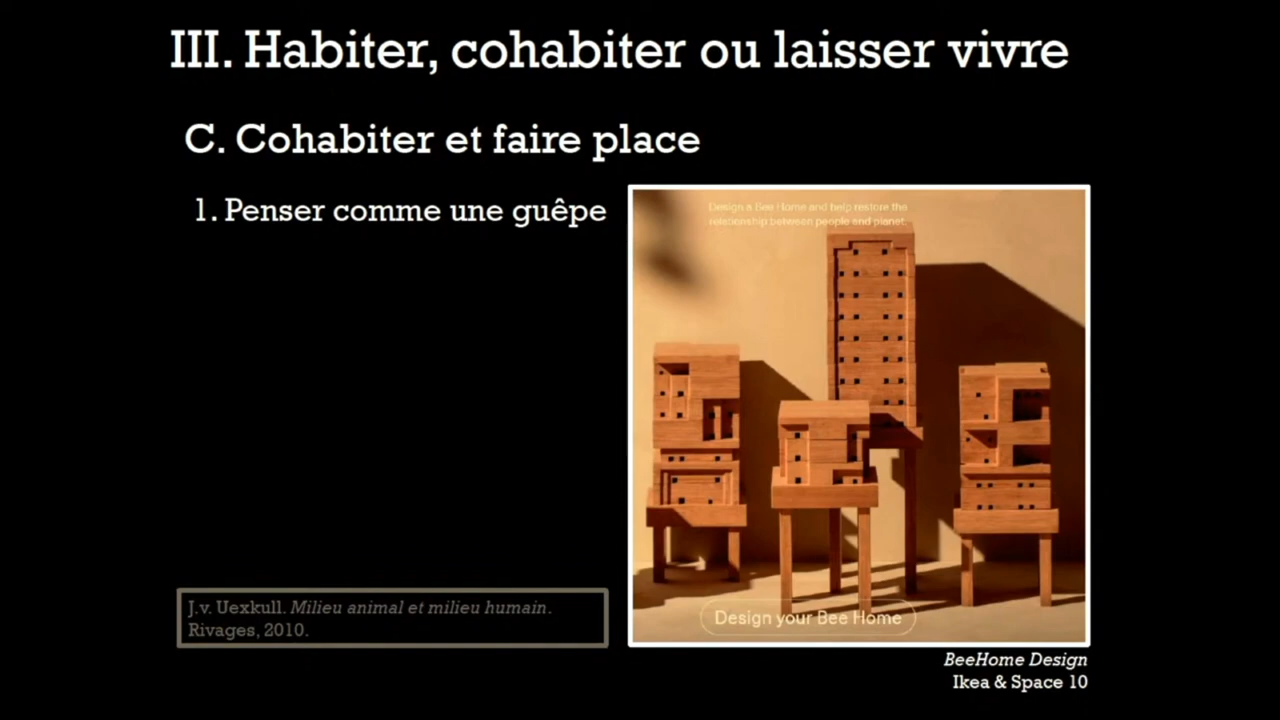 III. Habiter, cohabiter ou laisser vivre
C. Cohabiter et faire place
1. Penser comme une guêpe
Design a Bee Home and help restore the
relationship between people and planet.
Design your Bee Home
J.v. Uexkull. Milieu animal et milieu humain.
Rivages, 2010.
BeeHome Design
Ikea & Space 10